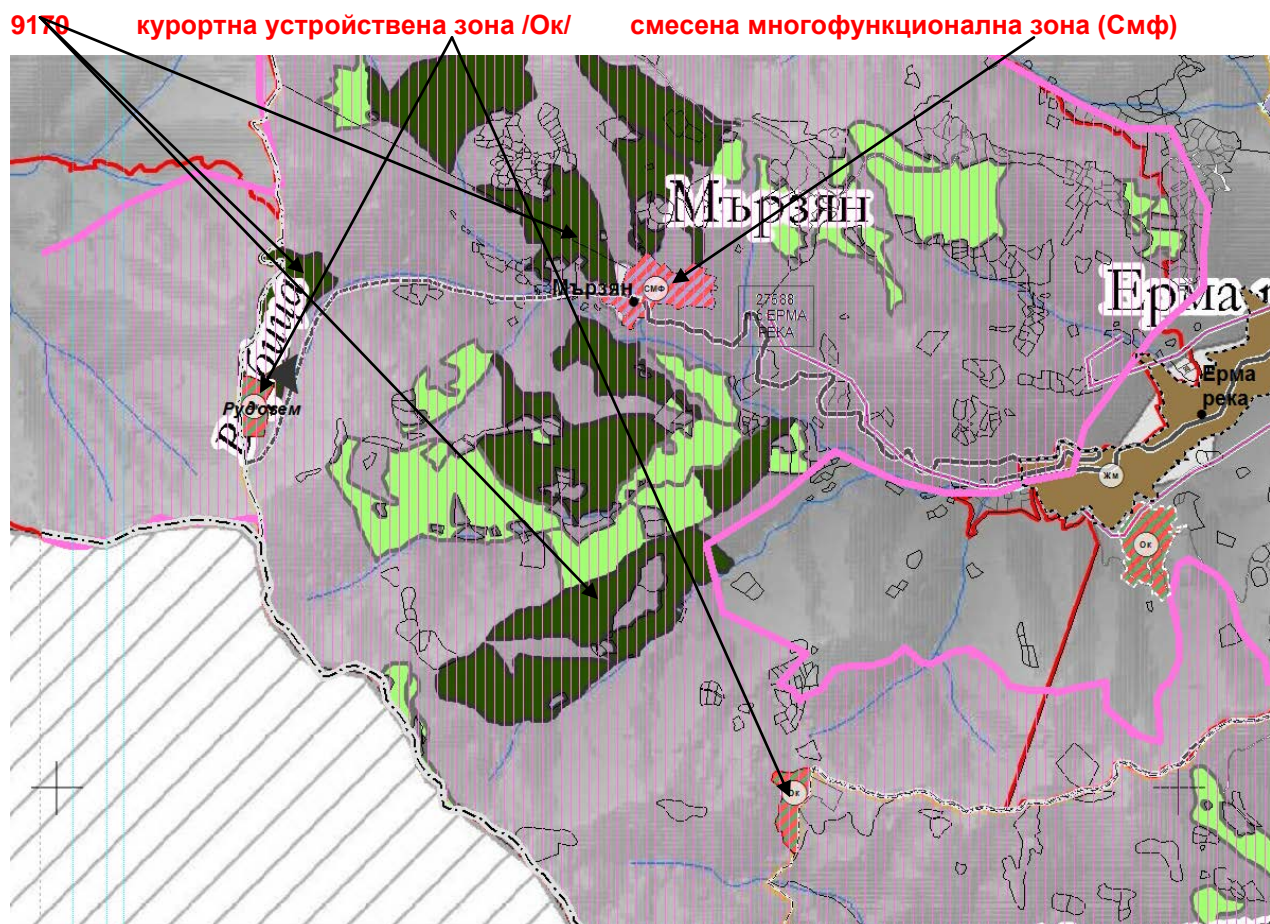 9170 курортна устройствена зона /Ок/ смесена многофункционална зона (Смф)
Мързян
Мързян
СМФ
27588
ЕРМА
РЕКА
Ерма
Ерма
река
Рудозем
жм
Ок
Ок